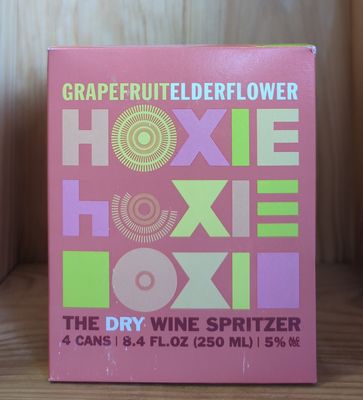 GRAPEFRUITELDERFLOWER
HOXIE
HOXIE
HOXIE
THE DRY WINE SPRITZER
4 CANS | 8.4 FL.OZ (250 ML) | 5%